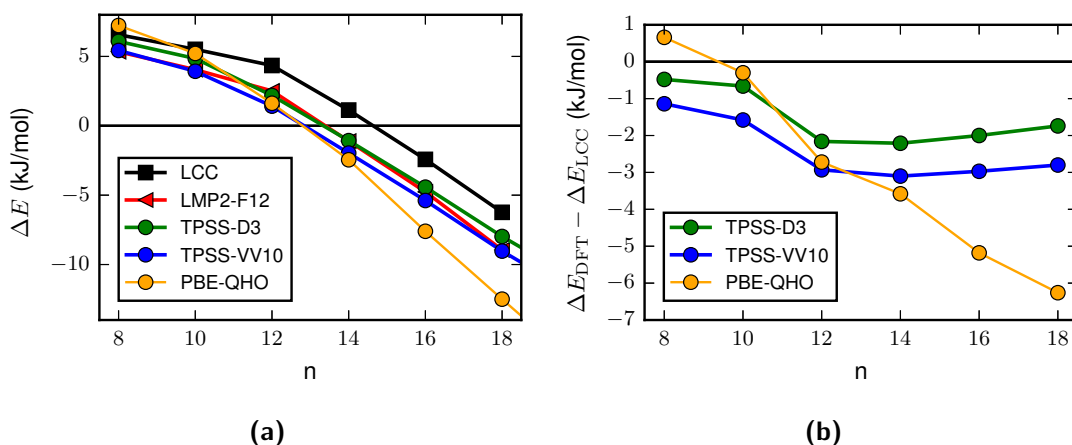 5
0
−5
−10
ΔE (kJ/mol)
LCC
LMP2-F12
TPSS-D3
TPSS-VV10
PBE-QHO
8 10 12 14 16 18
n
(a)
1
0
−1
−2
−3
−4
−5
−6
−7
ΔE_DFT − ΔE_LCC (kJ/mol)
TPSS-D3
TPSS-VV10
PBE-QHO
8 10 12 14 16 18
n
(b)